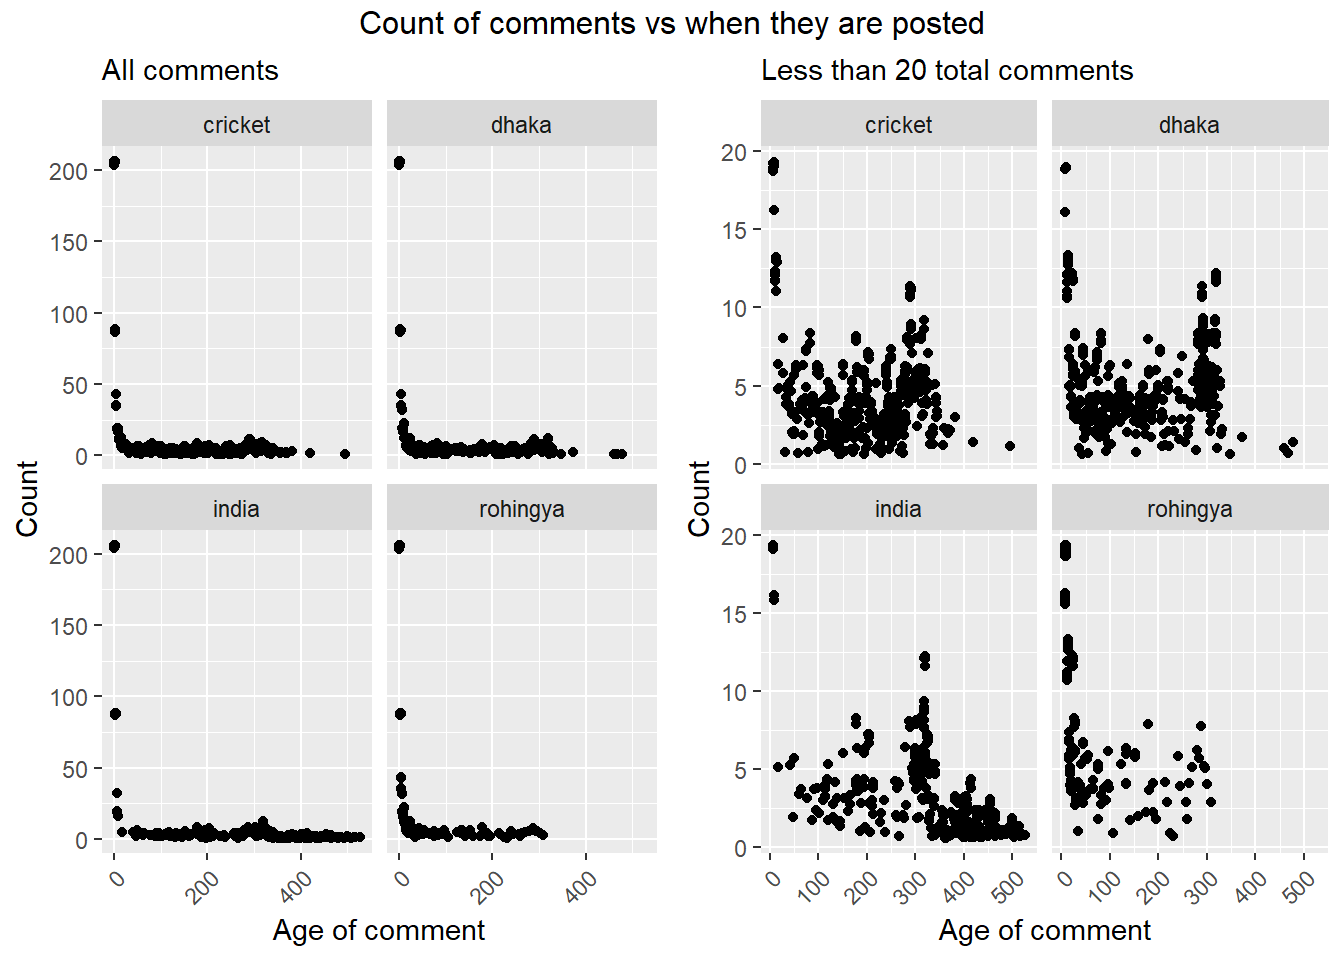 Count of comments vs when they are posted
All comments
Less than 20 total comments
cricket
dhaka
cricket
dhaka
200
150
100
50
0
20
15
10
5
0
india
rohingya
india
rohingya
200
150
100
50
0
20
15
10
5
0
Count
Count
0 200 400
0 200 400
0 100 200 300 400 500
0 100 200 300 400 500
Age of comment
Age of comment